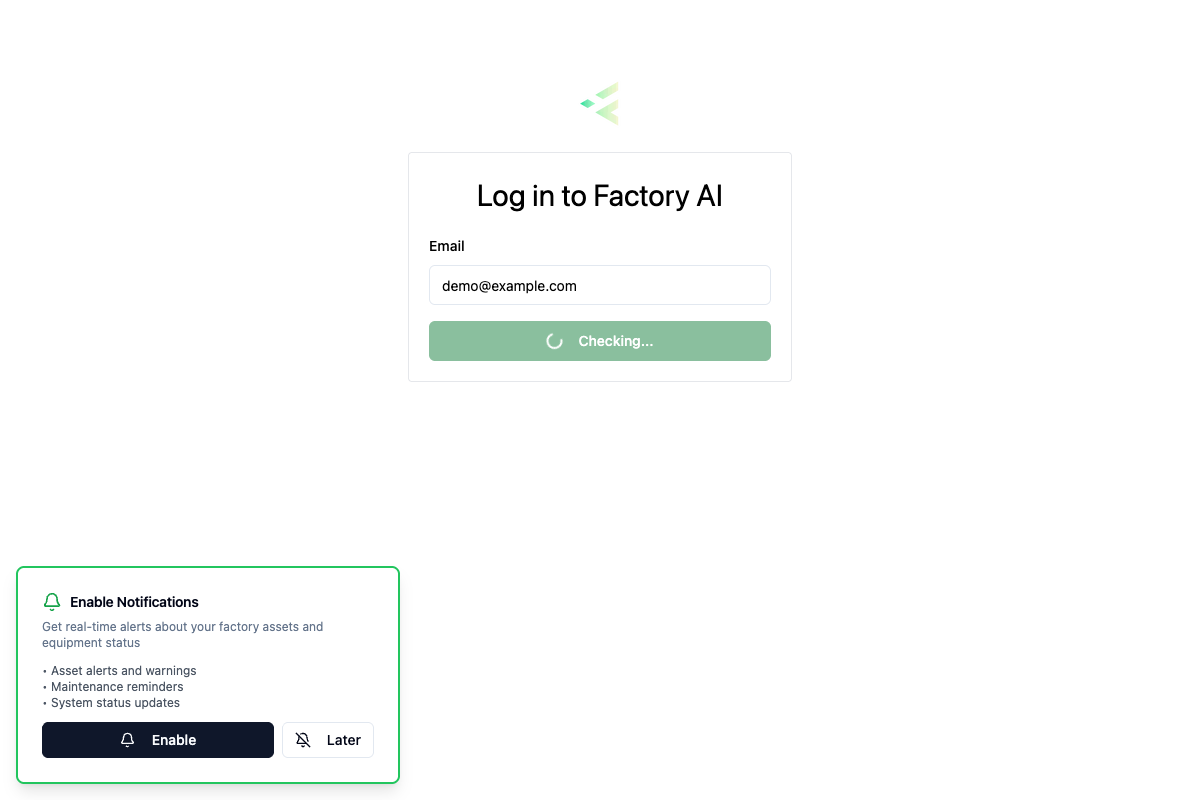 Log in to Factory AI
Email
demo@example.com
Checking...
Enable Notifications
Get real-time alerts about your factory assets and
equipment status
• Asset alerts and warnings
• Maintenance reminders
• System status updates
Enable
Later